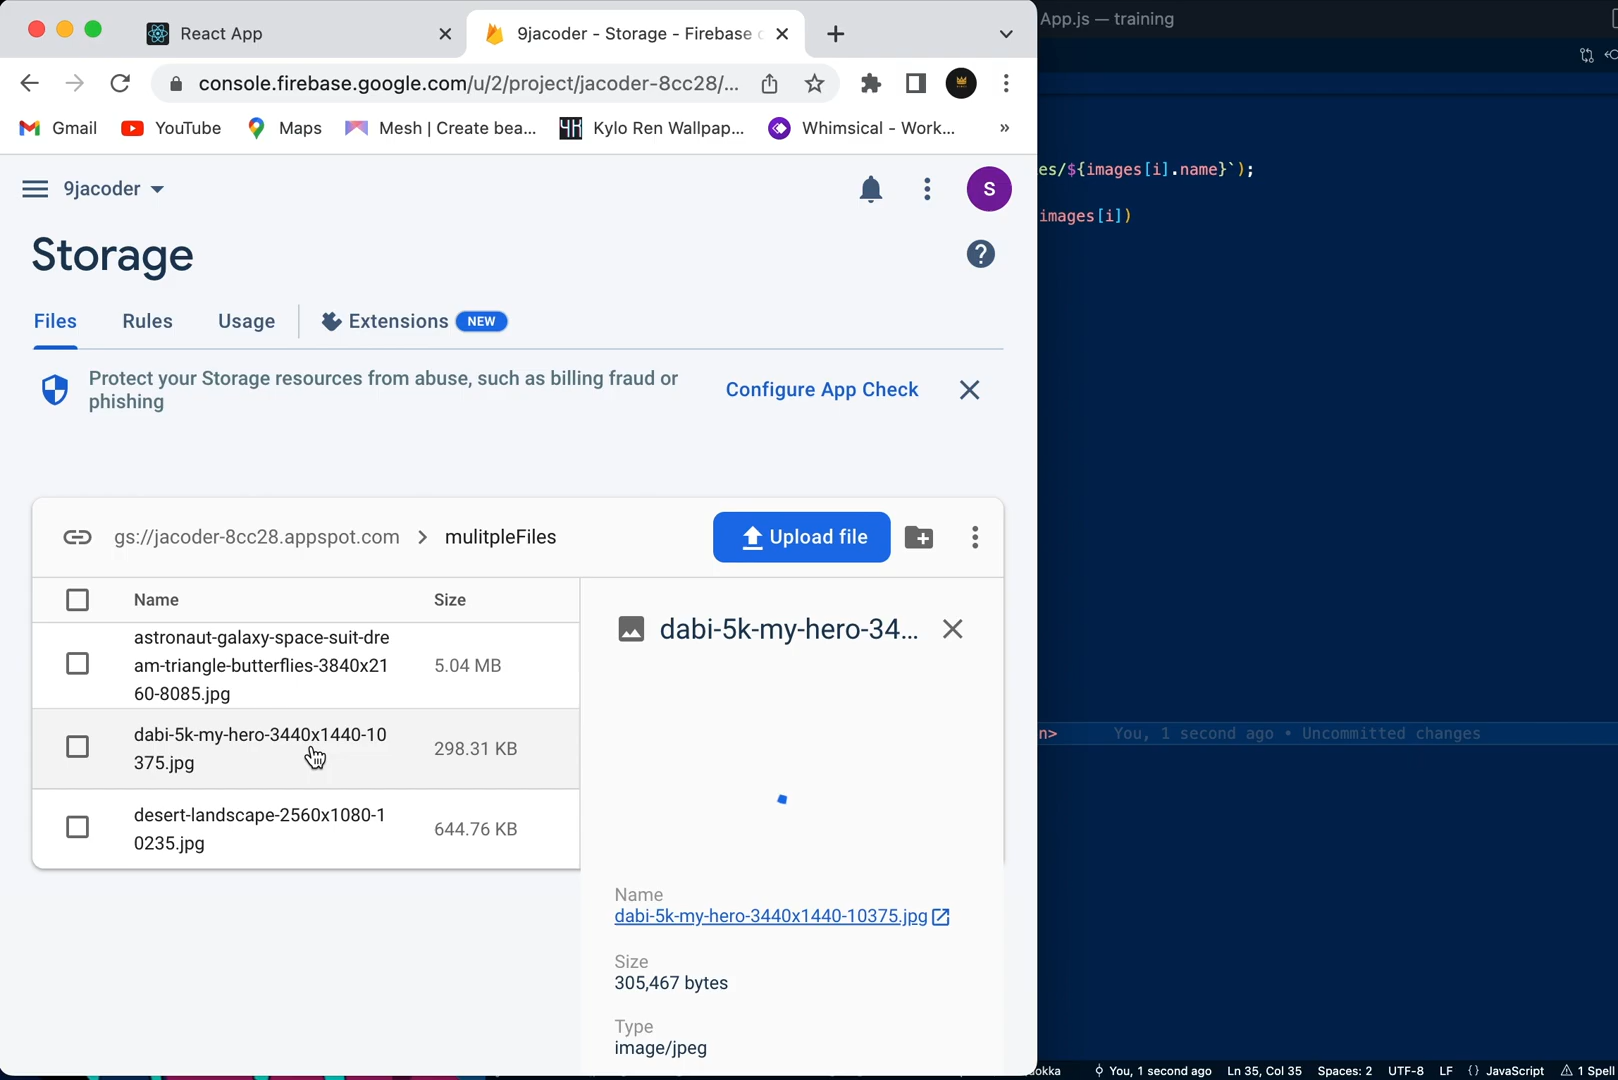 React App
9jacoder - Storage - Firebase
App.js — training
console.firebase.google.com/u/2/project/jacoder-8cc28/...
Gmail
YouTube
Maps
Mesh | Create bea...
Kylo Ren Wallpap...
Whimsical - Work...
»
9jacoder
S
es/${images[i].name}`);
images[i])
Storage
?
Files
Rules
Usage
Extensions
NEW
Protect your Storage resources from abuse, such as billing fraud or
phishing
Configure App Check
gs://jacoder-8cc28.appspot.com > mulitpleFiles
Upload file
Name
Size
astronaut-galaxy-space-suit-dre
am-triangle-butterflies-3840x21
60-8085.jpg
5.04 MB
dabi-5k-my-hero-3440x1440-10
375.jpg
298.31 KB
desert-landscape-2560x1080-1
0235.jpg
644.76 KB
dabi-5k-my-hero-34...
Name
dabi-5k-my-hero-3440x1440-10375.jpg
Size
305,467 bytes
Type
image/jpeg
n>
You, 1 second ago • Uncommitted changes
okka
You, 1 second ago
Ln 35, Col 35
Spaces: 2
UTF-8
LF
{} JavaScript
1 Spell